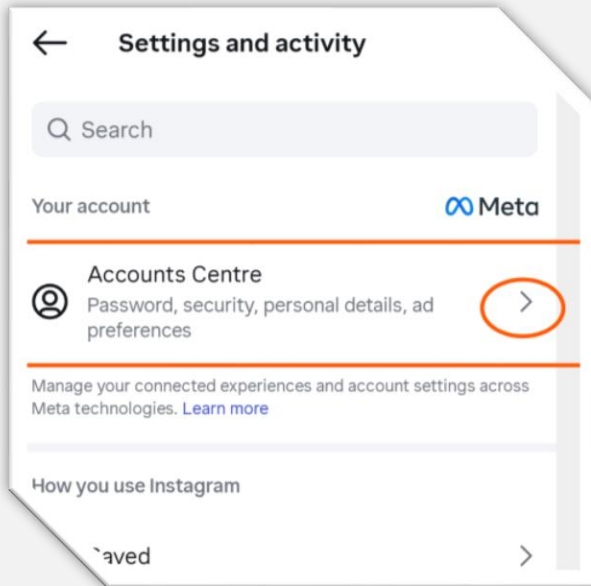 Settings and activity
Search
Your account
Meta
Accounts Centre
Password, security, personal details, ad
preferences
Manage your connected experiences and account settings across
Meta technologies. Learn more
How you use Instagram
aved